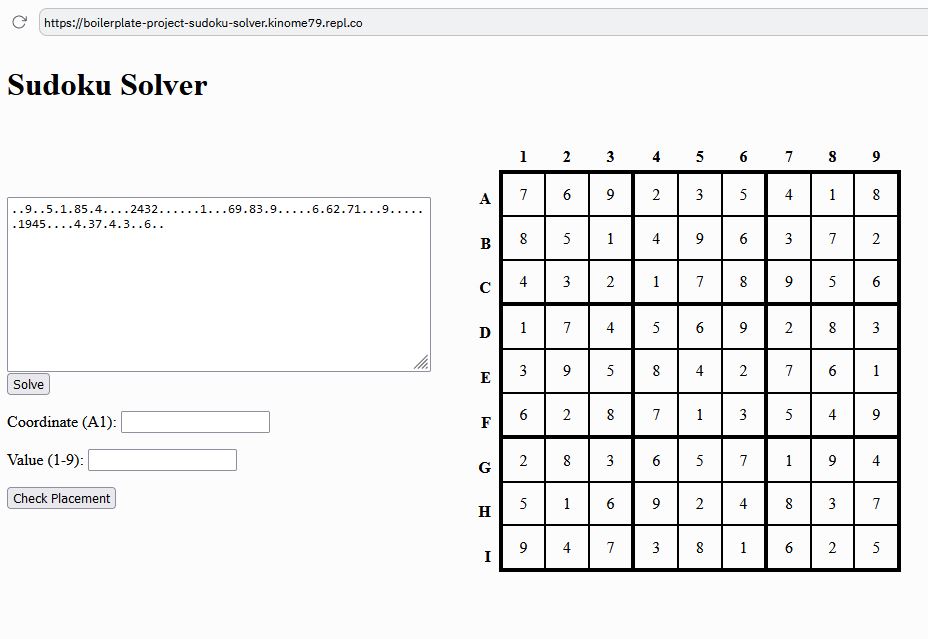 https://boilerplate-project-sudoku-solver.kinome79.repl.co
Sudoku Solver
..9..5.1.85.4....2432......1...69.83.9.....6.62.71...9.....
.1945....4.37.4.3..6..
Solve
Coordinate (A1):
Value (1-9):
Check Placement
1 2 3 4 5 6 7 8 9
A 7 6 9 2 3 5 4 1 8
B 8 5 1 4 9 6 3 7 2
C 4 3 2 1 7 8 9 5 6
D 1 7 4 5 6 9 2 8 3
E 3 9 5 8 4 2 7 6 1
F 6 2 8 7 1 3 5 4 9
G 2 8 3 6 5 7 1 9 4
H 5 1 6 9 2 4 8 3 7
I 9 4 7 3 8 1 6 2 5